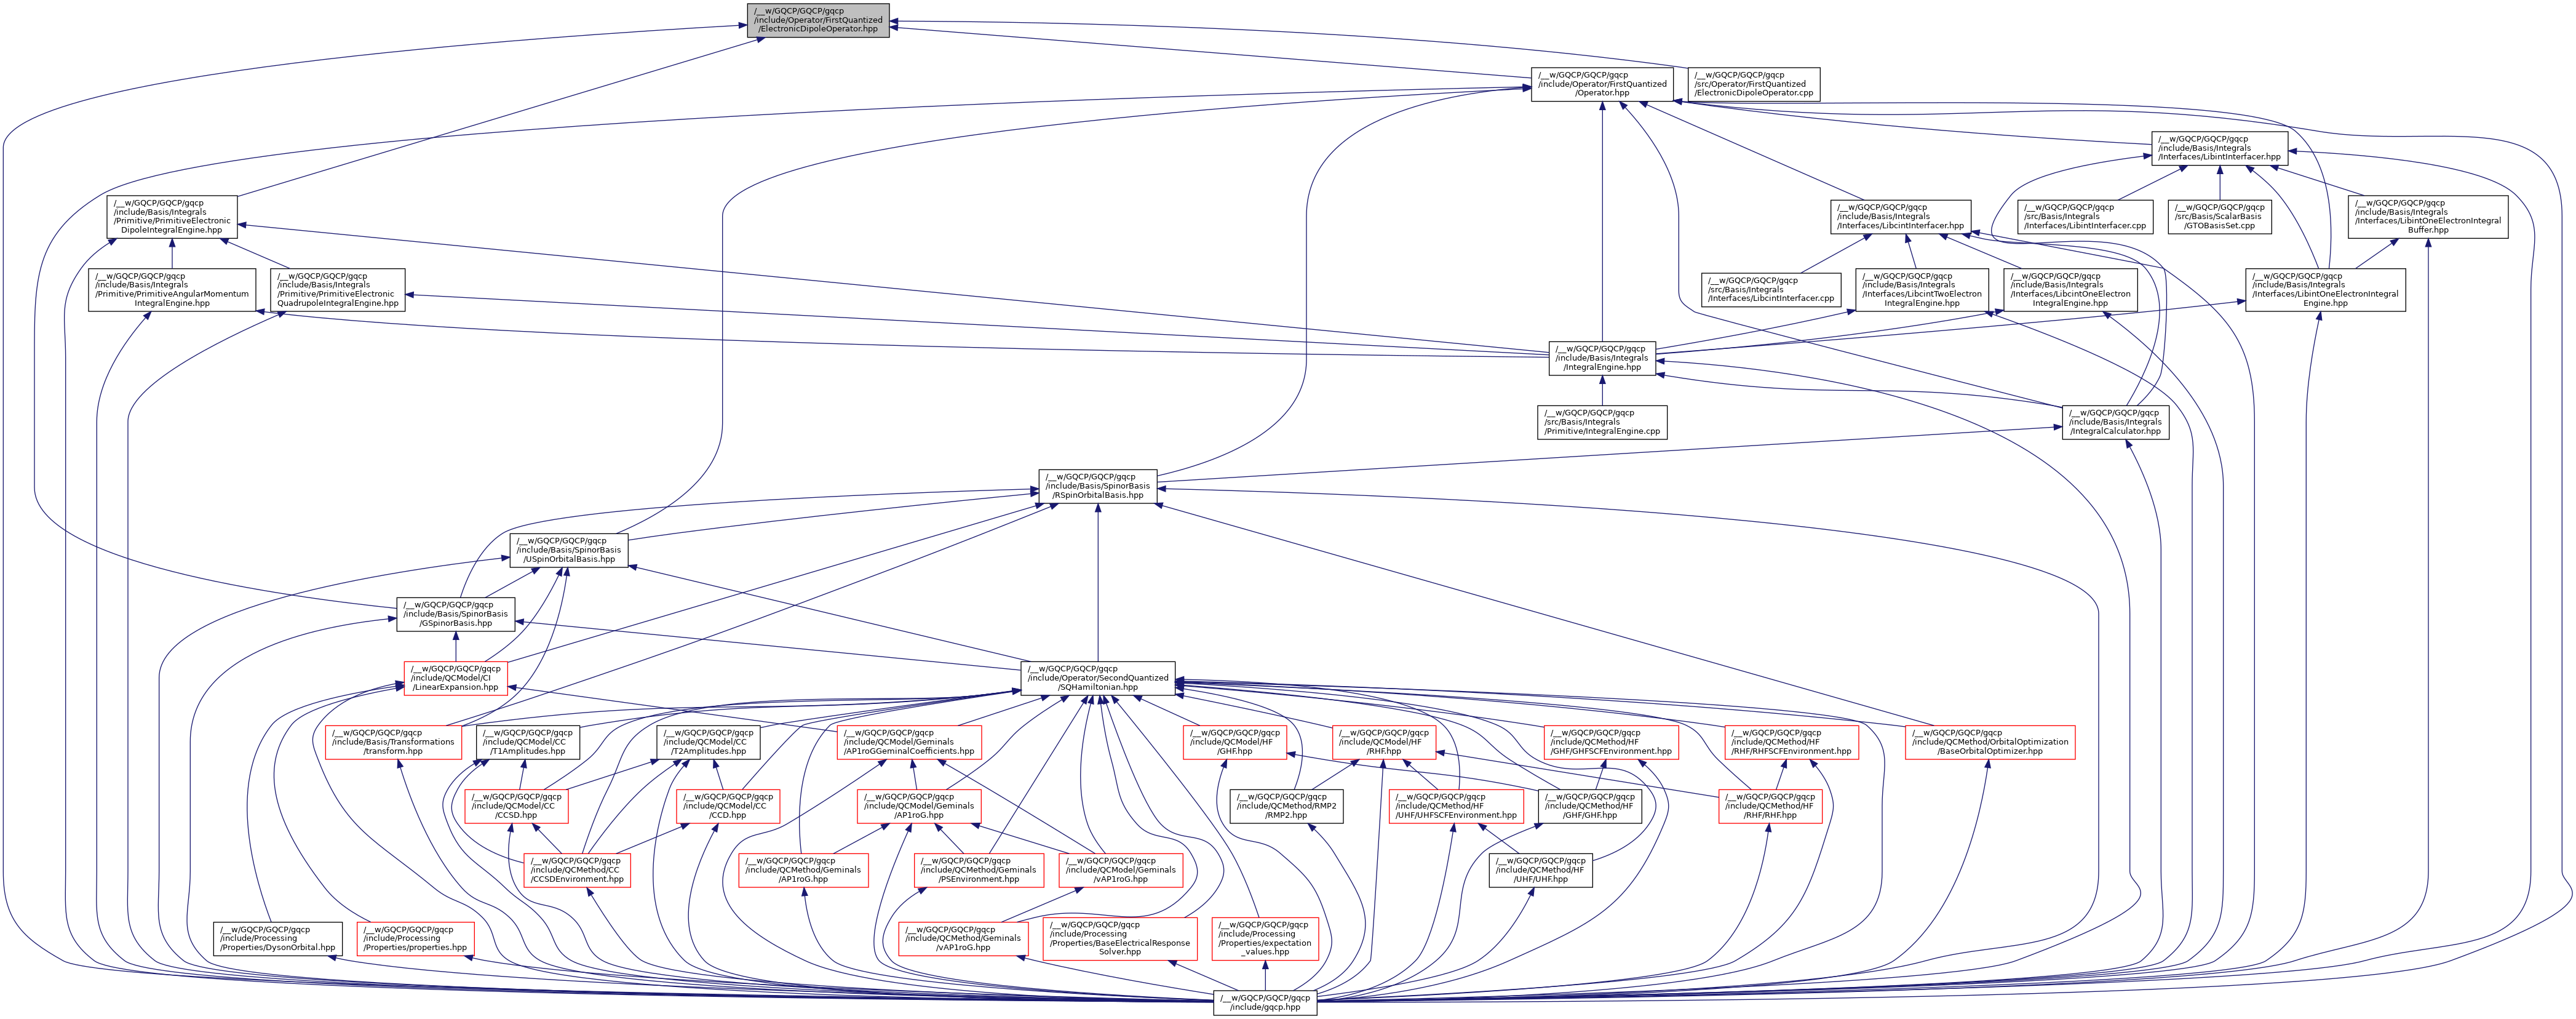 /__w/GQCP/GQCP/gqcp
/include/Operator/FirstQuantized
/ElectronicDipoleOperator.hpp
/__w/GQCP/GQCP/gqcp
/include/Operator/FirstQuantized
/Operator.hpp
/__w/GQCP/GQCP/gqcp
/src/Operator/FirstQuantized
/ElectronicDipoleOperator.cpp
/__w/GQCP/GQCP/gqcp
/include/Basis/Integrals
/Interfaces/LibintInterfacer.hpp
/__w/GQCP/GQCP/gqcp
/include/Basis/Integrals
/Primitive/PrimitiveElectronic
DipoleIntegralEngine.hpp
/__w/GQCP/GQCP/gqcp
/include/Basis/Integrals
/Interfaces/LibcintInterfacer.hpp
/__w/GQCP/GQCP/gqcp
/src/Basis/Integrals
/Interfaces/LibintInterfacer.cpp
/__w/GQCP/GQCP/gqcp
/src/Basis/ScalarBasis
/GTOBasisSet.cpp
/__w/GQCP/GQCP/gqcp
/include/Basis/Integrals
/Interfaces/LibintOneElectronIntegral
Buffer.hpp
/__w/GQCP/GQCP/gqcp
/include/Basis/Integrals
/Primitive/PrimitiveAngularMomentum
IntegralEngine.hpp
/__w/GQCP/GQCP/gqcp
/include/Basis/Integrals
/Primitive/PrimitiveElectronic
QuadrupoleIntegralEngine.hpp
/__w/GQCP/GQCP/gqcp
/src/Basis/Integrals
/Interfaces/LibcintInterfacer.cpp
/__w/GQCP/GQCP/gqcp
/include/Basis/Integrals
/Interfaces/LibcintTwoElectron
IntegralEngine.hpp
/__w/GQCP/GQCP/gqcp
/include/Basis/Integrals
/Interfaces/LibcintOneElectron
IntegralEngine.hpp
/__w/GQCP/GQCP/gqcp
/include/Basis/Integrals
/Interfaces/LibintOneElectronIntegral
Engine.hpp
/__w/GQCP/GQCP/gqcp
/include/Basis/Integrals
/IntegralEngine.hpp
/__w/GQCP/GQCP/gqcp
/src/Basis/Integrals
/Primitive/IntegralEngine.cpp
/__w/GQCP/GQCP/gqcp
/include/Basis/Integrals
/IntegralCalculator.hpp
/__w/GQCP/GQCP/gqcp
/include/Basis/SpinorBasis
/RSpinOrbitalBasis.hpp
/__w/GQCP/GQCP/gqcp
/include/Basis/SpinorBasis
/USpinOrbitalBasis.hpp
/__w/GQCP/GQCP/gqcp
/include/Basis/SpinorBasis
/GSpinorBasis.hpp
/__w/GQCP/GQCP/gqcp
/include/QCModel/CI
/LinearExpansion.hpp
/__w/GQCP/GQCP/gqcp
/include/Operator/SecondQuantized
/SQHamiltonian.hpp
/__w/GQCP/GQCP/gqcp
/include/Basis/Transformations
/transform.hpp
/__w/GQCP/GQCP/gqcp
/include/QCModel/CC
/T1Amplitudes.hpp
/__w/GQCP/GQCP/gqcp
/include/QCModel/CC
/T2Amplitudes.hpp
/__w/GQCP/GQCP/gqcp
/include/QCModel/Geminals
/AP1roGGeminalCoefficients.hpp
/__w/GQCP/GQCP/gqcp
/include/QCModel/HF
/GHF.hpp
/__w/GQCP/GQCP/gqcp
/include/QCModel/HF
/RHF.hpp
/__w/GQCP/GQCP/gqcp
/include/QCMethod/HF
/GHF/GHFSCFEnvironment.hpp
/__w/GQCP/GQCP/gqcp
/include/QCMethod/HF
/RHF/RHFSCFEnvironment.hpp
/__w/GQCP/GQCP/gqcp
/include/QCMethod/OrbitalOptimization
/BaseOrbitalOptimizer.hpp
/__w/GQCP/GQCP/gqcp
/include/QCModel/CC
/CCSD.hpp
/__w/GQCP/GQCP/gqcp
/include/QCModel/CC
/CCD.hpp
/__w/GQCP/GQCP/gqcp
/include/QCModel/Geminals
/AP1roG.hpp
/__w/GQCP/GQCP/gqcp
/include/QCMethod/RMP2
/RMP2.hpp
/__w/GQCP/GQCP/gqcp
/include/QCMethod/HF
/UHF/UHFSCFEnvironment.hpp
/__w/GQCP/GQCP/gqcp
/include/QCMethod/HF
/GHF/GHF.hpp
/__w/GQCP/GQCP/gqcp
/include/QCMethod/HF
/RHF/RHF.hpp
/__w/GQCP/GQCP/gqcp
/include/QCMethod/CC
/CCSDEnvironment.hpp
/__w/GQCP/GQCP/gqcp
/include/QCMethod/Geminals
/AP1roG.hpp
/__w/GQCP/GQCP/gqcp
/include/QCMethod/Geminals
/PSEnvironment.hpp
/__w/GQCP/GQCP/gqcp
/include/QCModel/Geminals
/vAP1roG.hpp
/__w/GQCP/GQCP/gqcp
/include/QCMethod/HF
/UHF/UHF.hpp
/__w/GQCP/GQCP/gqcp
/include/Processing
/Properties/DysonOrbital.hpp
/__w/GQCP/GQCP/gqcp
/include/Processing
/Properties/properties.hpp
/__w/GQCP/GQCP/gqcp
/include/QCMethod/Geminals
/vAP1roG.hpp
/__w/GQCP/GQCP/gqcp
/include/Processing
/Properties/BaseElectricalResponse
Solver.hpp
/__w/GQCP/GQCP/gqcp
/include/Processing
/Properties/expectation
_values.hpp
/__w/GQCP/GQCP/gqcp
/include/gqcp.hpp